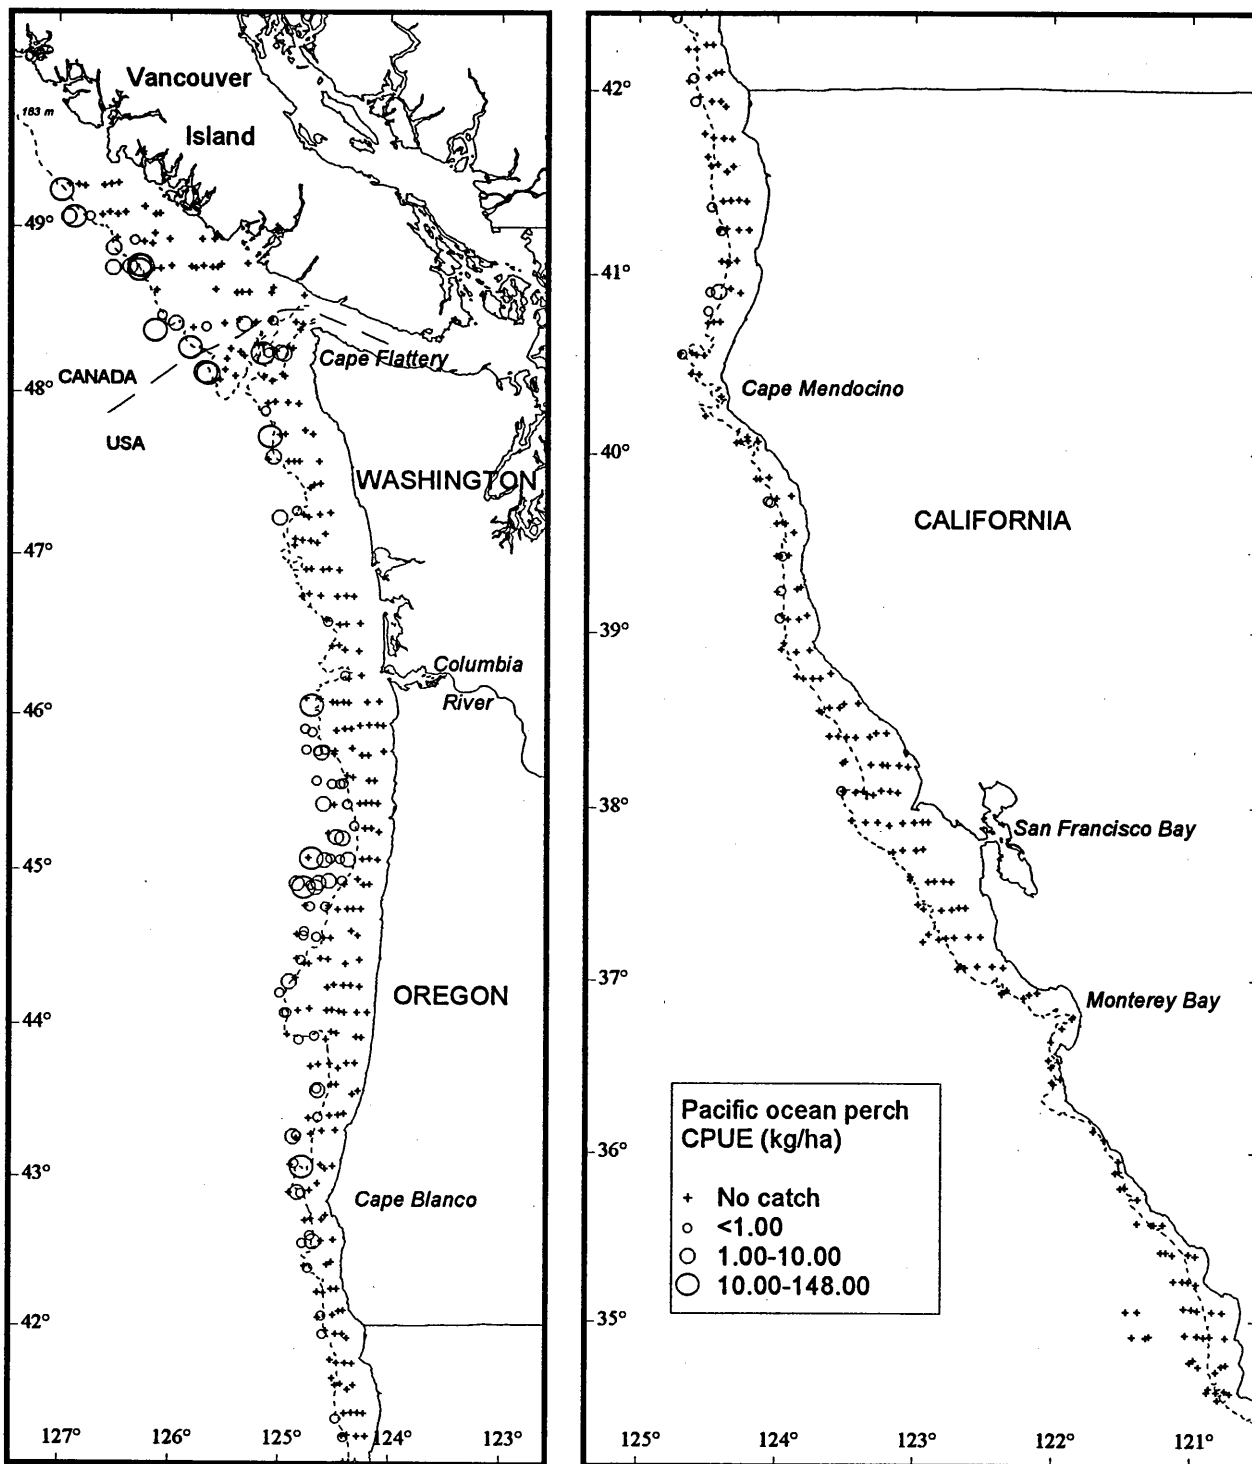 Vancouver
Island
183 m
49°
48°
CANADA
USA
Cape Flattery
WASHINGTON
47°
Columbia
River
46°
45°
OREGON
44°
43°
Cape Blanco
42°
127°
126°
125°
124°
123°
42°
41°
Cape Mendocino
40°
CALIFORNIA
39°
38°
San Francisco Bay
37°
Monterey Bay
36°
35°
Pacific ocean perch
CPUE (kg/ha)
+ No catch
○ <1.00
○ 1.00-10.00
○ 10.00-148.00
125°
124°
123°
122°
121°